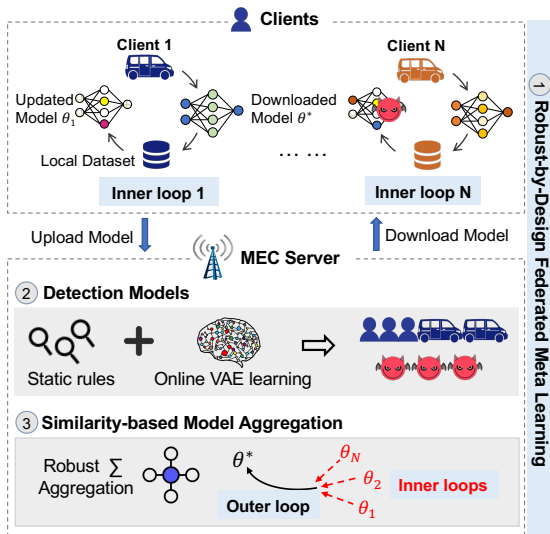 Clients
Client 1
Client N
Updated
Model θ₁
Downloaded
Model θ*
Local Dataset
... ...
Inner loop 1
Inner loop N
Upload Model
Download Model
MEC Server
2 Detection Models
Static rules
Online VAE learning
3 Similarity-based Model Aggregation
Robust ∑
Aggregation
θ*
Outer loop
θ_N
θ₂
θ₁
Inner loops
1 Robust-by-Design Federated Meta Learning